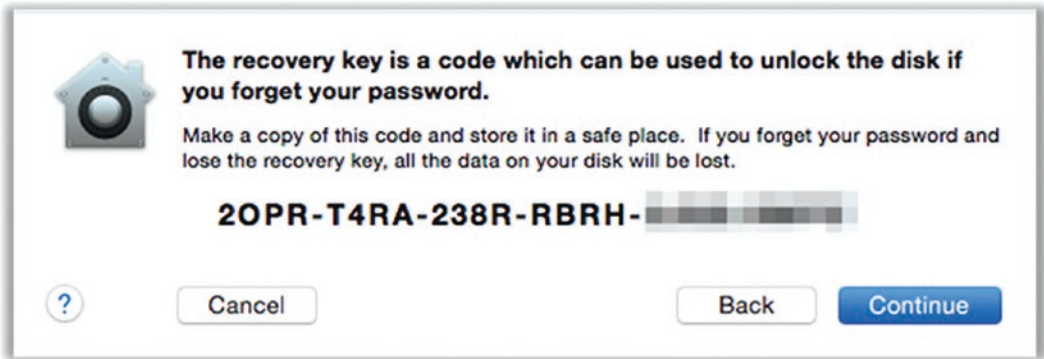 The recovery key is a code which can be used to unlock the disk if
you forget your password.
Make a copy of this code and store it in a safe place. If you forget your password and
lose the recovery key, all the data on your disk will be lost.
2OPR-T4RA-238R-RBRH-
?
Cancel
Back
Continue